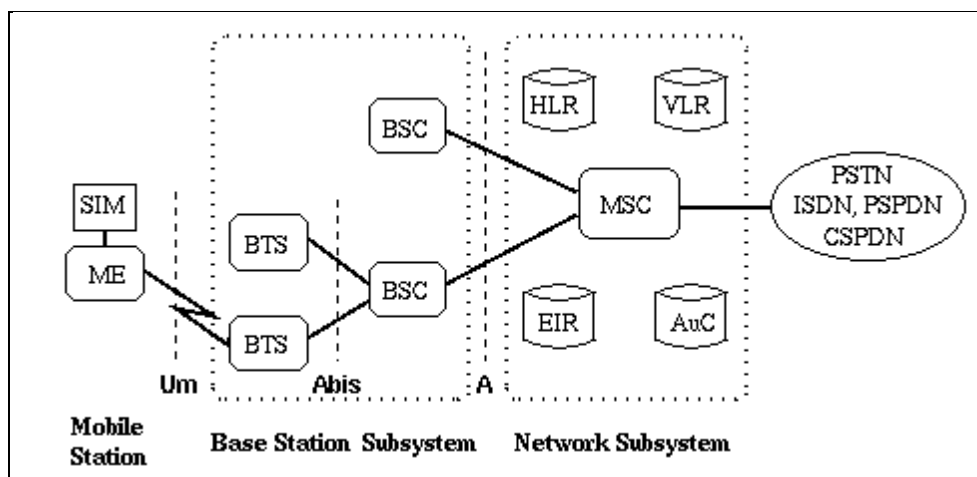 HLR
VLR
BSC
PSTN
ISDN, PSPDN
CSPDN
MSC
SIM
BTS
ME
BSC
EIR
AuC
BTS
Um
Abis
A
Mobile
Station
Base Station Subsystem
Network Subsystem